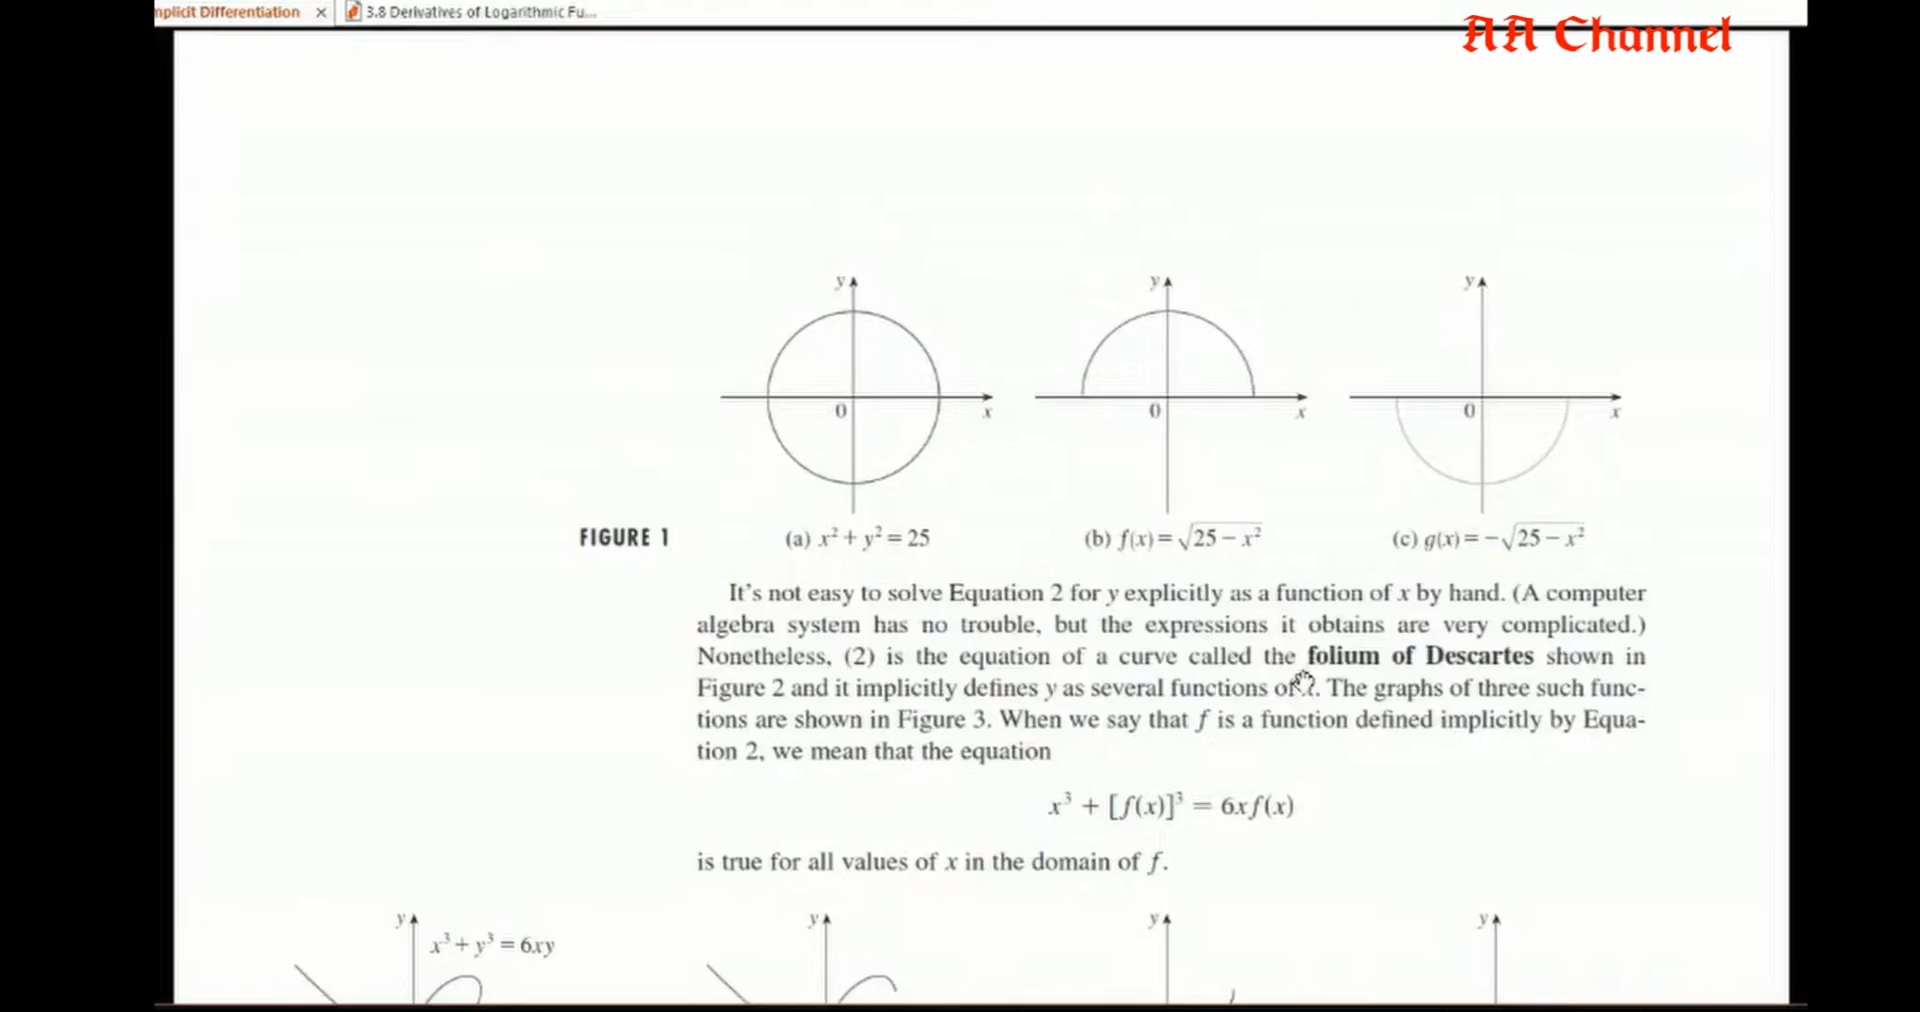 mplicit Differentiation × 3.8 Derivatives of Logarithmic Fu...
AA Channel
y y y
0 x 0 x 0 x
FIGURE 1 (a) x² + y² = 25 (b) f(x) = √25 − x² (c) g(x) = −√25 − x²
It's not easy to solve Equation 2 for y explicitly as a function of x by hand. (A computer
algebra system has no trouble, but the expressions it obtains are very complicated.)
Nonetheless, (2) is the equation of a curve called the folium of Descartes shown in
Figure 2 and it implicitly defines y as several functions of . The graphs of three such func-
tions are shown in Figure 3. When we say that f is a function defined implicitly by Equa-
tion 2, we mean that the equation
x³ + [f(x)]³ = 6xf(x)
is true for all values of x in the domain of f.
y y y y
x³ + y³ = 6xy